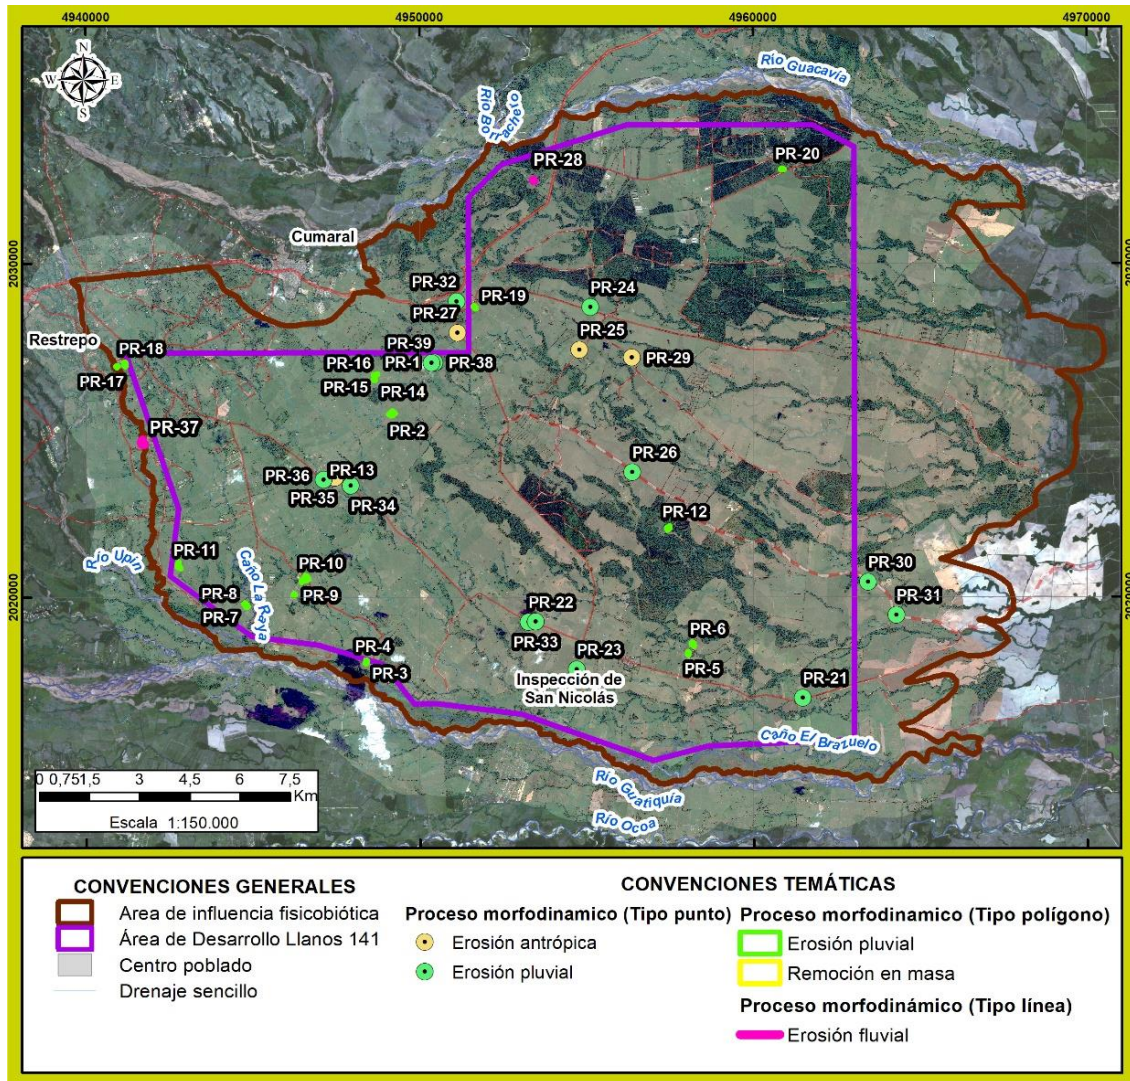 4940000
4950000
4960000
4970000
N
W
E
S
Río Guacavía
Río Borrachero
PR-20
PR-28
Cumaral
2030000
2030000
PR-32
PR-19
PR-24
PR-27
PR-25
Restrepo
PR-39
PR-18
PR-16
PR-1
PR-38
PR-29
PR-17
PR-15
PR-14
PR-2
PR-37
PR-36
PR-13
PR-26
PR-35
PR-34
PR-12
Río Upín
PR-11
PR-10
PR-30
Caño La Raya
PR-8
PR-9
PR-7
2020000
2020000
PR-22
PR-31
PR-33
PR-6
PR-4
PR-3
PR-23
PR-5
Inspección de
San Nicolás
PR-21
Caño El Brazuelo
Río Guatiquía
Río Ocoa
0 0,751,5 3 4,5 6 7,5
Km
Escala 1:150.000
CONVENCIONES GENERALES
Area de influencia fisicobiótica
Área de Desarrollo Llanos 141
Centro poblado
Drenaje sencillo
CONVENCIONES TEMÁTICAS
Proceso morfodinamico (Tipo punto)
Erosión antrópica
Erosión pluvial
Proceso morfodinamico (Tipo polígono)
Erosión pluvial
Remoción en masa
Proceso morfodinámico (Tipo línea)
Erosión fluvial